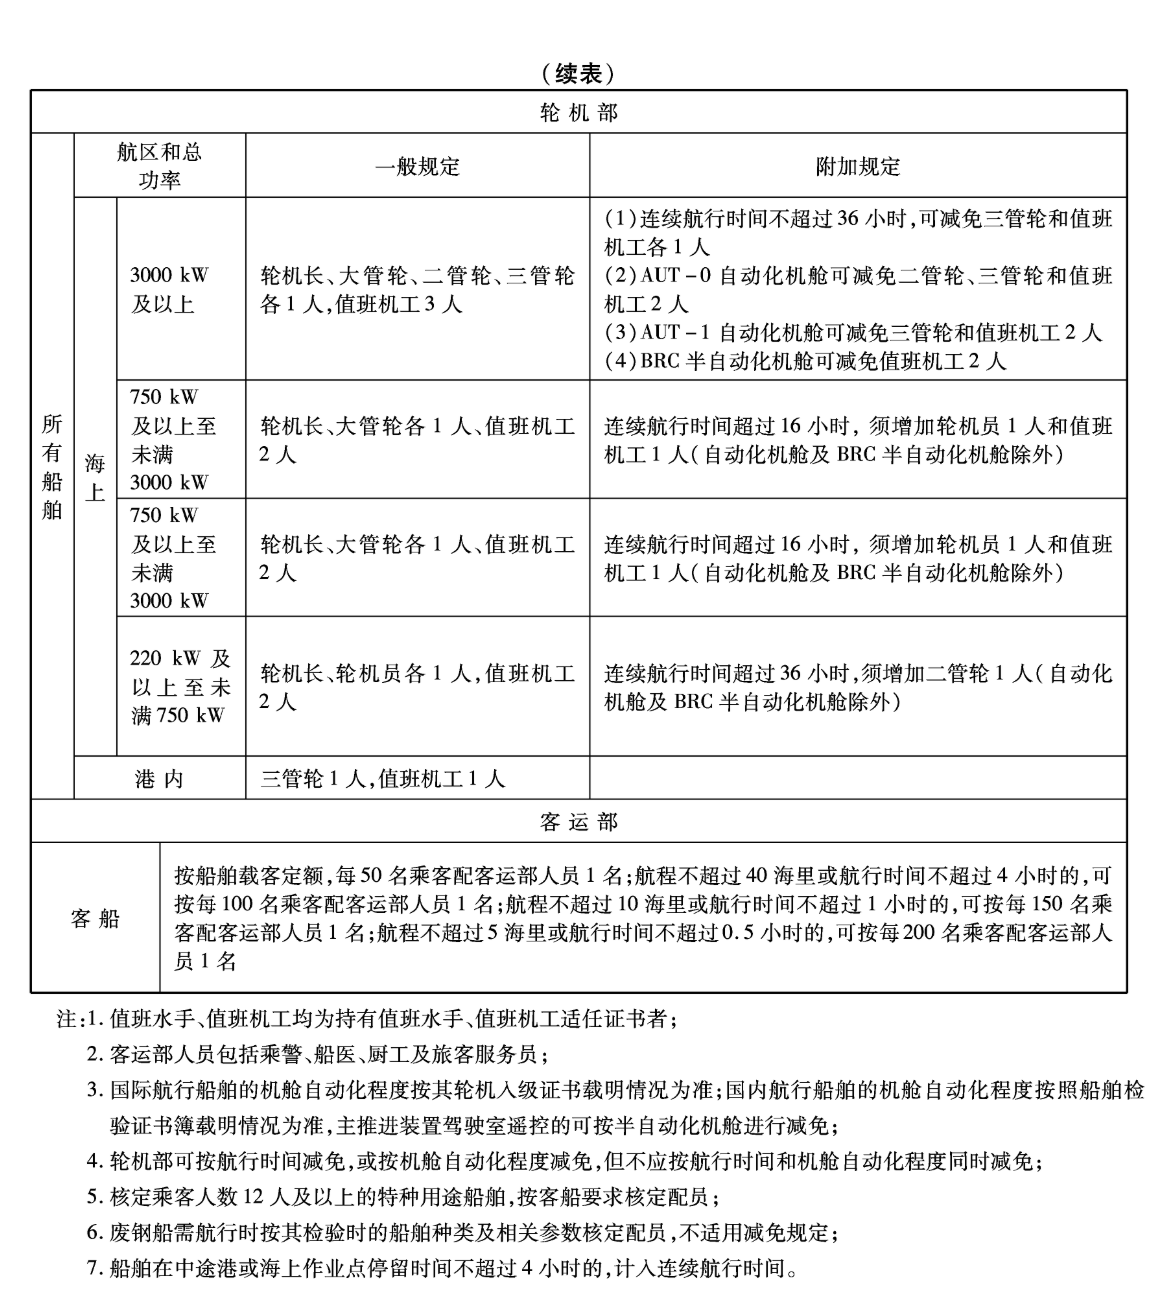 （续表）
轮机部
所有船舶
航区和总
功率
一般规定
附加规定
海上
3000 kW
及以上
轮机长、大管轮、二管轮、三管轮
各1人,值班机工3人
(1)连续航行时间不超过36小时,可减免三管轮和值班
机工各1人
(2)AUT-0自动化机舱可减免二管轮、三管轮和值班
机工2人
(3)AUT-1自动化机舱可减免三管轮和值班机工2人
(4)BRC半自动化机舱可减免值班机工2人
750 kW
及以上至
未满
3000 kW
轮机长、大管轮各1人、值班机工
2人
连续航行时间超过16小时,须增加轮机员1人和值班
机工1人(自动化机舱及BRC半自动化机舱除外)
750 kW
及以上至
未满
3000 kW
轮机长、大管轮各1人、值班机工
2人
连续航行时间超过16小时,须增加轮机员1人和值班
机工1人(自动化机舱及BRC半自动化机舱除外)
220 kW及
以上至未
满750 kW
轮机长、轮机员各1人,值班机工
2人
连续航行时间超过36小时,须增加二管轮1人(自动化
机舱及BRC半自动化机舱除外)
港内
三管轮1人,值班机工1人
客运部
客船
按船舶载客定额,每50名乘客配客运部人员1名;航程不超过40海里或航行时间不超过4小时的,可
按每100名乘客配客运部人员1名;航程不超过10海里或航行时间不超过1小时的,可按每150名乘
客配客运部人员1名;航程不超过5海里或航行时间不超过0.5小时的,可按每200名乘客配客运部人
员1名
注:1.值班水手、值班机工均为持有值班水手、值班机工适任证书者;
2.客运部人员包括乘警、船医、厨工及旅客服务员;
3.国际航行船舶的机舱自动化程度按其轮机入级证书载明情况为准;国内航行船舶的机舱自动化程度按照船舶检
验证书簿载明情况为准,主推进装置驾驶室遥控的可按半自动化机舱进行减免;
4.轮机部可按航行时间减免,或按机舱自动化程度减免,但不应按航行时间和机舱自动化程度同时减免;
5.核定乘客人数12人及以上的特种用途船舶,按客船要求核定配员;
6.废钢船需航行时按其检验时的船舶种类及相关参数核定配员,不适用减免规定;
7.船舶在中途港或海上作业点停留时间不超过4小时的,计入连续航行时间。